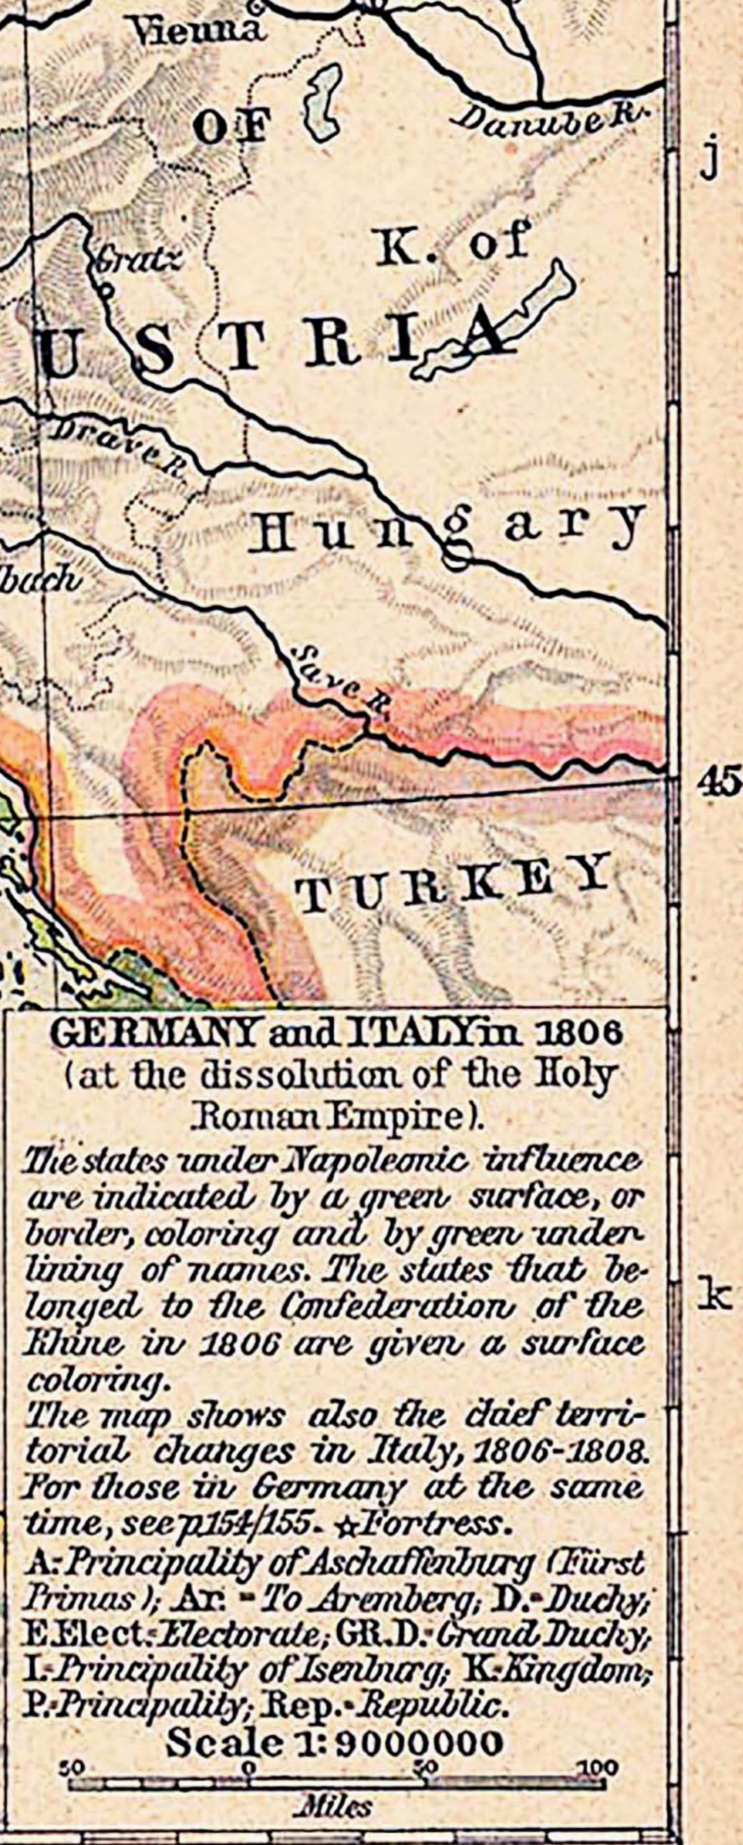 Vienna
OF
Danube R.
j
K. of
Gratz
USTRIA
Drave R.
Hungary
lbach
Save R.
45
TURKEY
GERMANY and ITALY in 1806
(at the dissolution of the Holy
Roman Empire).
The states under Napoleonic influence
are indicated by a green surface, or
border, coloring and by green under-
lining of names. The states that be-
longed to the Confederation of the
Rhine in 1806 are given a surface
coloring.
k
The map shows also the chief terri-
torial changes in Italy, 1806-1808.
For those in Germany at the same
time, see p.154/155. ☆Fortress.
A.=Principality of Aschaffenburg (Fürst
Primas); Ar. = To Aremberg; D.=Duchy;
E.Elect.=Electorate; GR.D.=Grand Duchy;
I.=Principality of Isenburg; K.=Kingdom;
P.=Principality; Rep.=Republic.
Scale 1:9000000
50 0 50 100
Miles